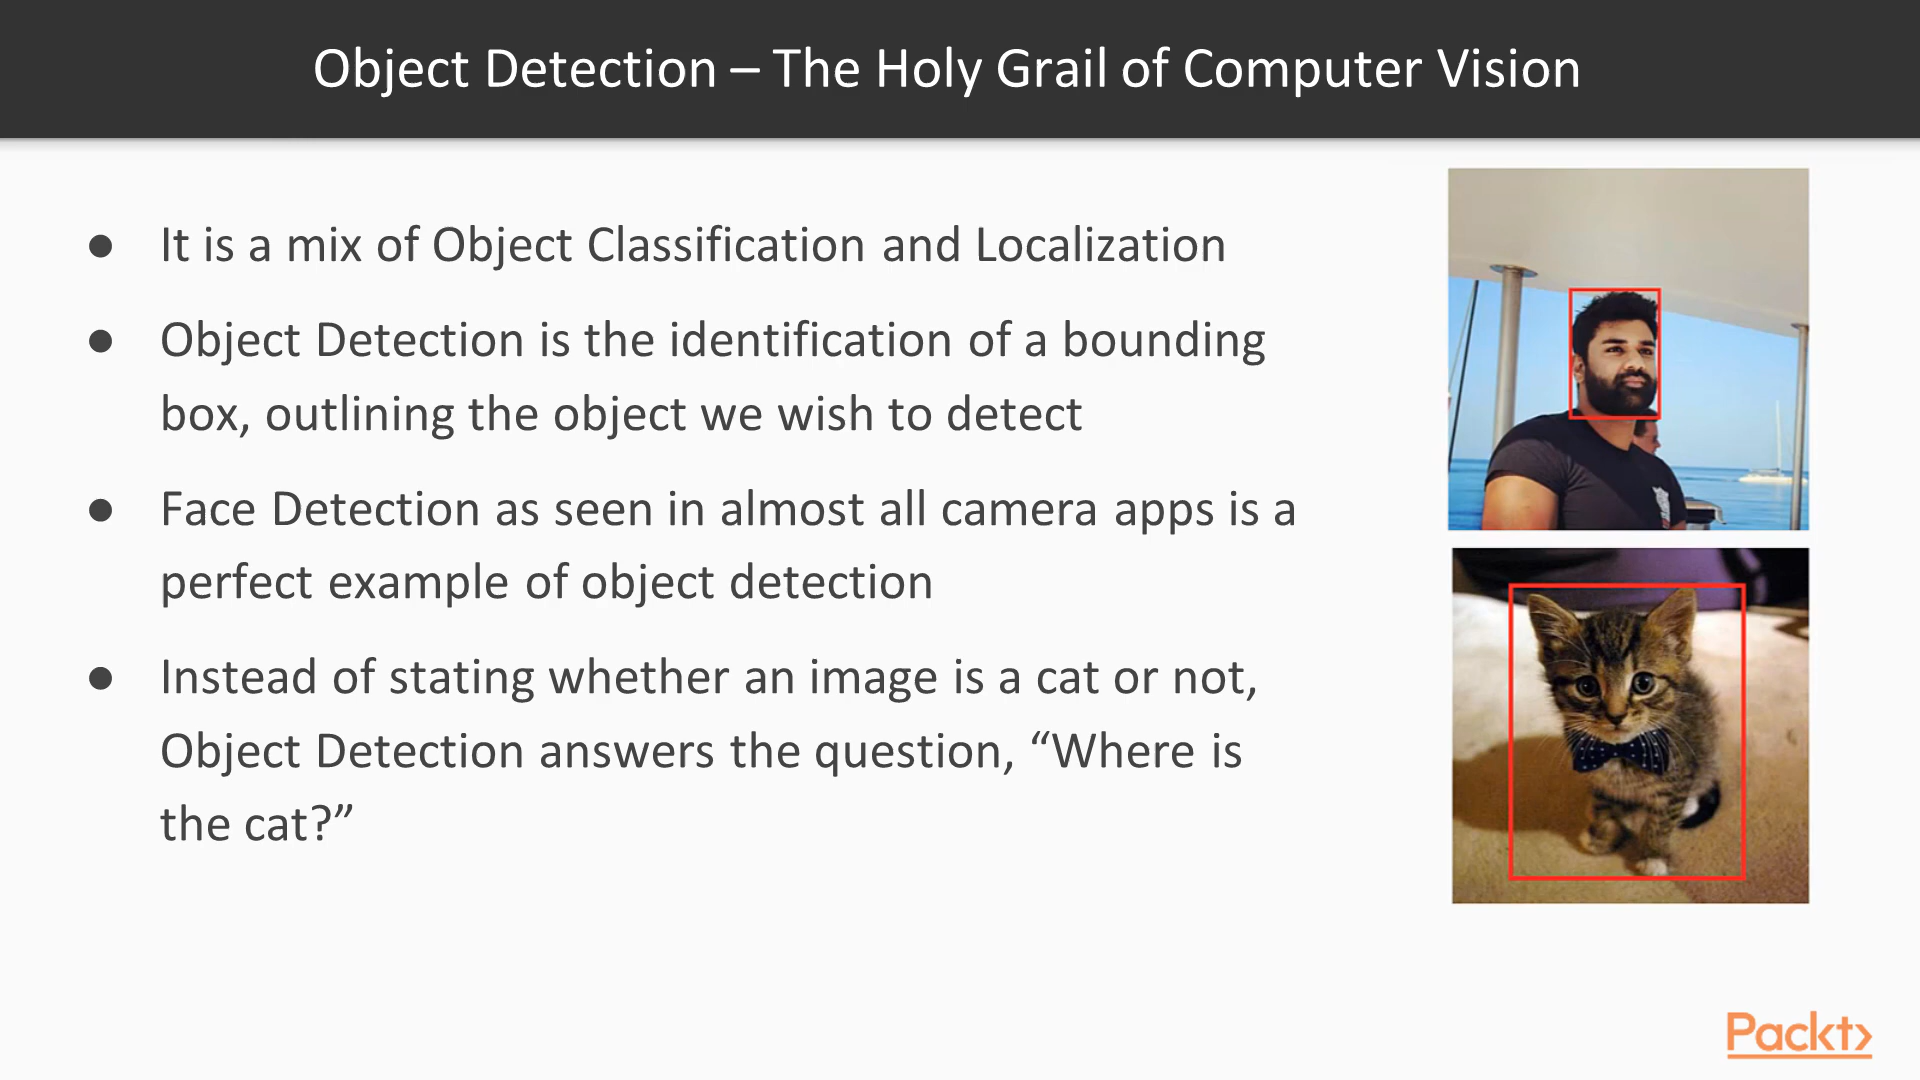 Object Detection – The Holy Grail of Computer Vision
● It is a mix of Object Classification and Localization
● Object Detection is the identification of a bounding
box, outlining the object we wish to detect
● Face Detection as seen in almost all camera apps is a
perfect example of object detection
● Instead of stating whether an image is a cat or not,
Object Detection answers the question, “Where is
the cat?”
Packt>